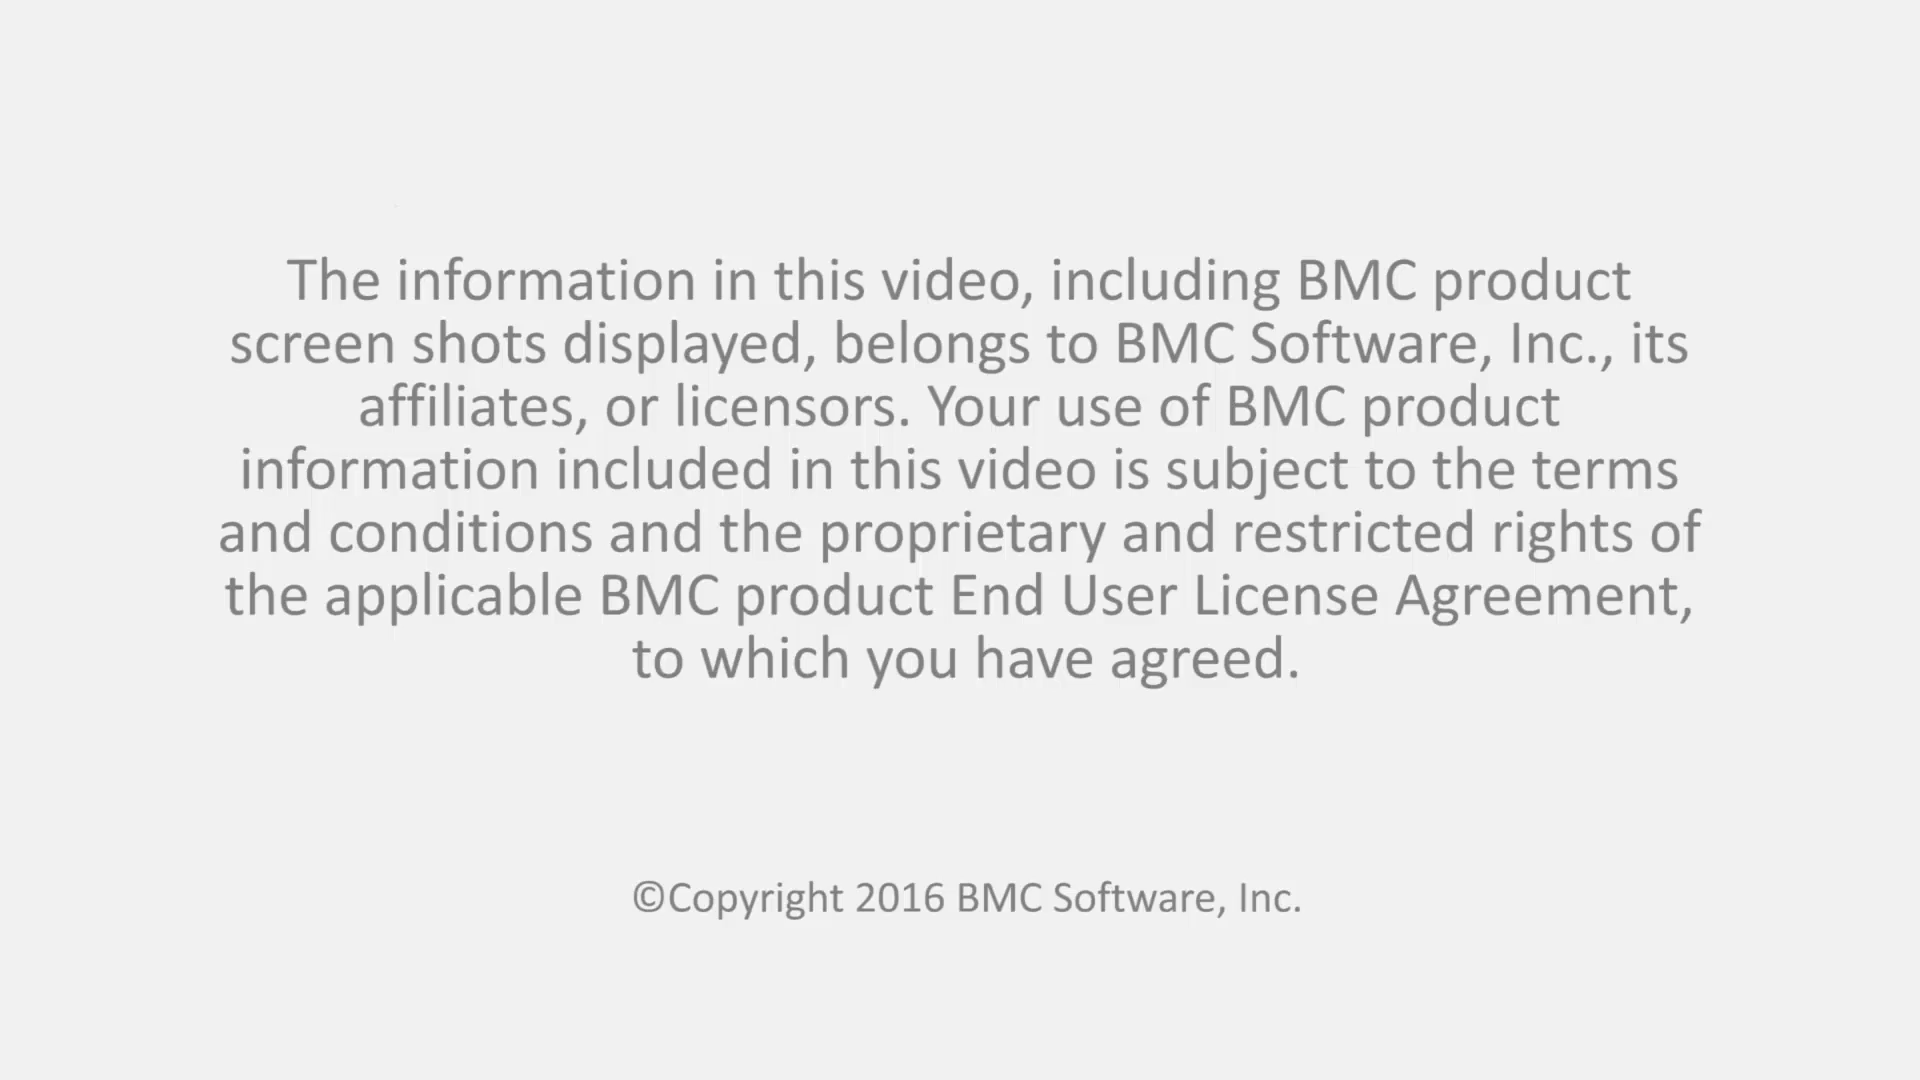 The information in this video, including BMC product
screen shots displayed, belongs to BMC Software, Inc., its
affiliates, or licensors. Your use of BMC product
information included in this video is subject to the terms
and conditions and the proprietary and restricted rights of
the applicable BMC product End User License Agreement,
to which you have agreed.
©Copyright 2016 BMC Software, Inc.